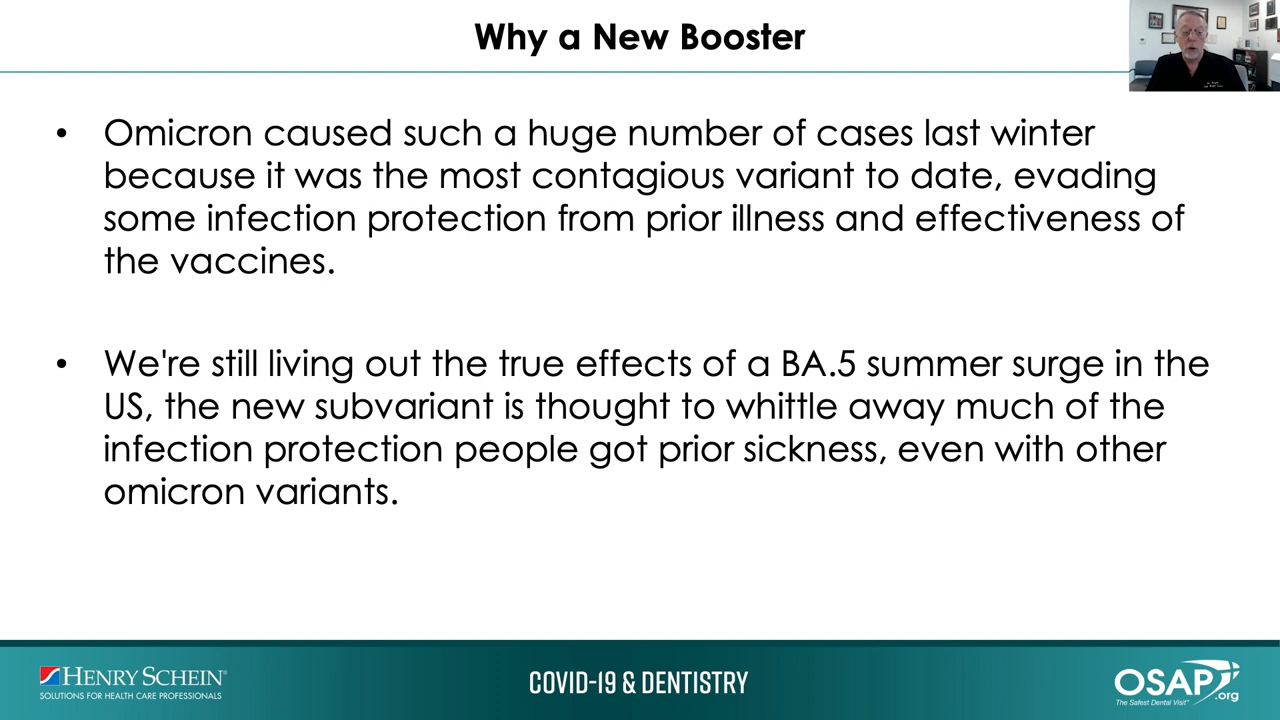 Why a New Booster
• Omicron caused such a huge number of cases last winter
because it was the most contagious variant to date, evading
some infection protection from prior illness and effectiveness of
the vaccines.
• We're still living out the true effects of a BA.5 summer surge in the
US, the new subvariant is thought to whittle away much of the
infection protection people got prior sickness, even with other
omicron variants.
HENRY SCHEIN®
SOLUTIONS FOR HEALTH CARE PROFESSIONALS
COVID-19 & DENTISTRY
OSAP.org
The Safest Dental Visit™